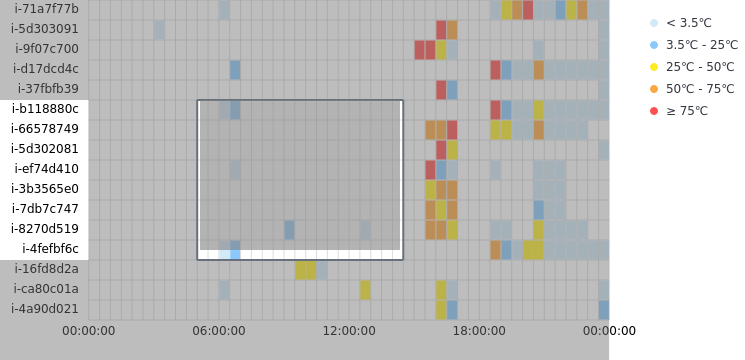 i-71a7f77b
i-5d303091
i-9f07c700
i-d17dcd4c
i-37fbfb39
i-b118880c
i-66578749
i-5d302081
i-ef74d410
i-3b3565e0
i-7db7c747
i-8270d519
i-4fefbf6c
i-16fd8d2a
i-ca80c01a
i-4a90d021
00:00:00 06:00:00 12:00:00 18:00:00 00:00:00
< 3.5℃
3.5℃ - 25℃
25℃ - 50℃
50℃ - 75℃
≥ 75℃